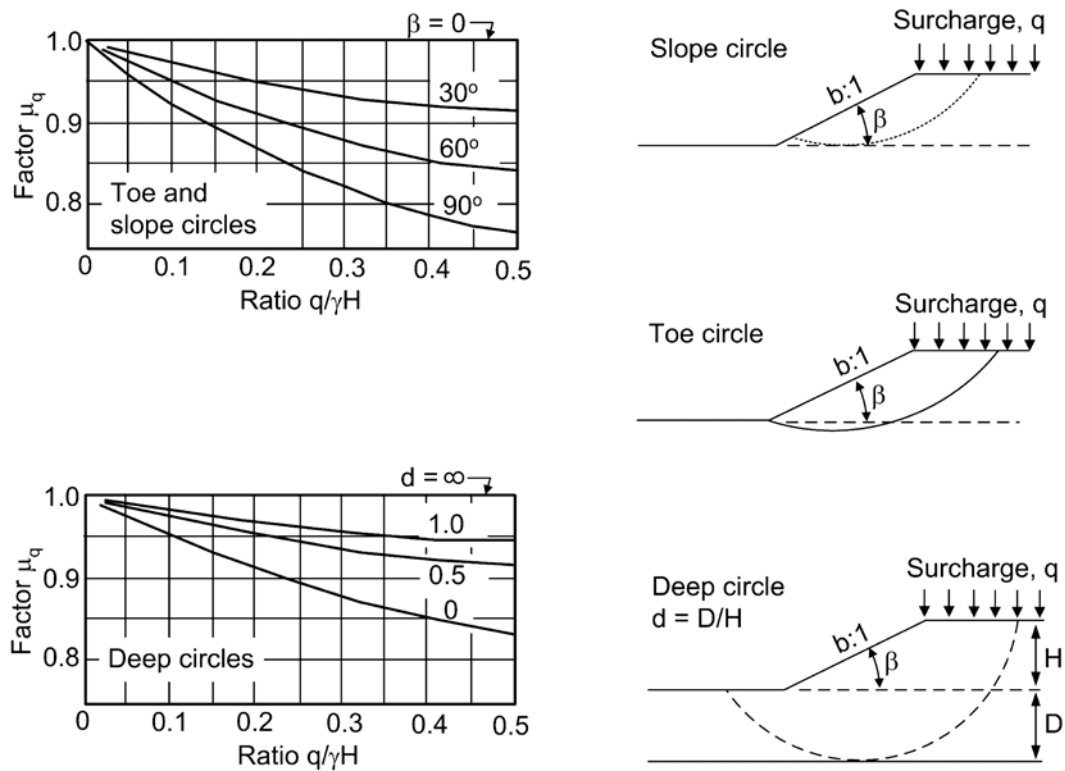 β = 0
1.0
0.9
0.8
Factor μq
30°
60°
90°
Toe and
slope circles
0
0.1
0.2
0.3
0.4
0.5
Ratio q/γH
Surcharge, q
Slope circle
b:1
β
Surcharge, q
Toe circle
b:1
β
d = ∞
1.0
0.9
0.8
Factor μq
1.0
0.5
0
Deep circles
0
0.1
0.2
0.3
0.4
0.5
Ratio q/γH
Surcharge, q
Deep circle
d = D/H
b:1
β
H
D